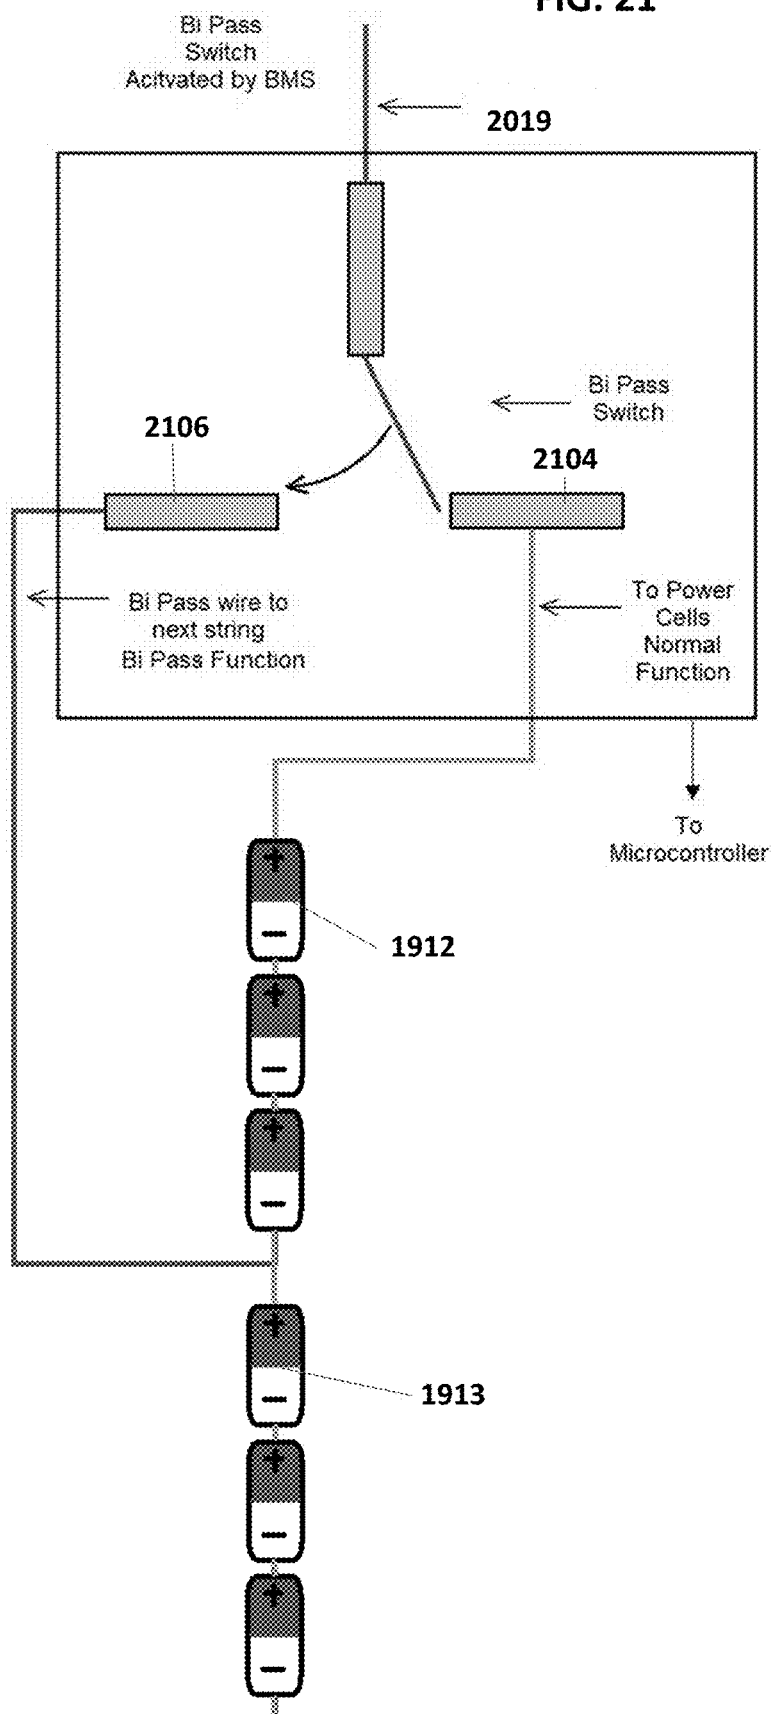 FIG. 21
Bi Pass
Switch
Acitvated by BMS
2019
Bi Pass
Switch
2106
2104
Bi Pass wire to
next string
Bi Pass Function
To Power
Cells
Normal
Function
To
Microcontroller
+
−
1912
+
−
+
−
+
−
1913
+
−
+
−